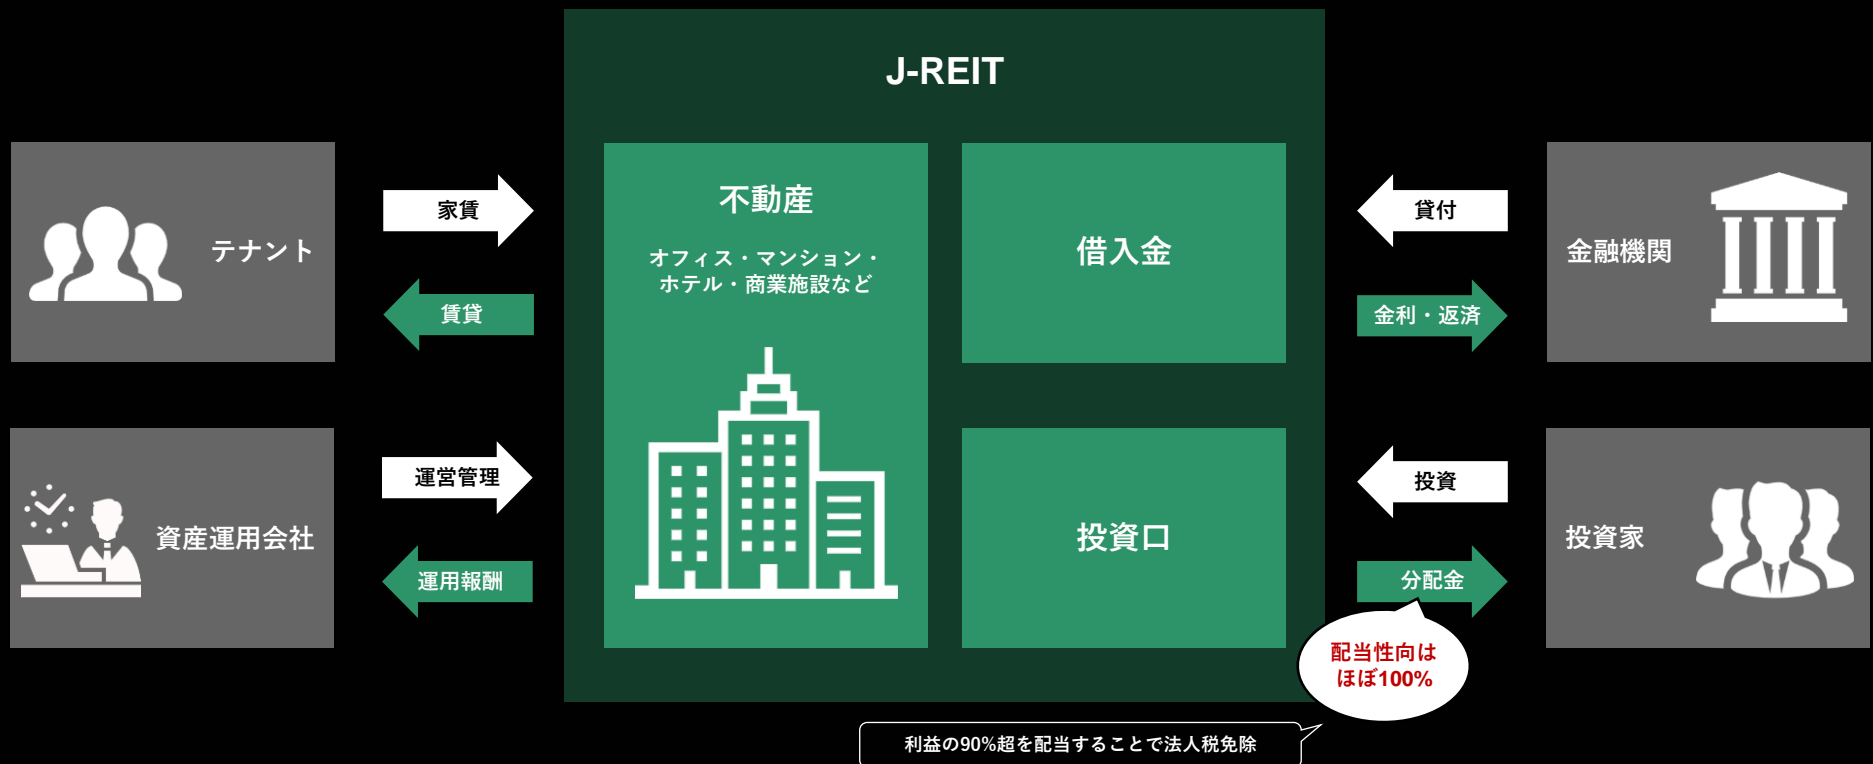 J-REIT
テナント
家賃
賃貸
資産運用会社
運営管理
運用報酬
不動産
オフィス・マンション・
ホテル・商業施設など
借入金
投資口
貸付
金利・返済
金融機関
投資
分配金
投資家
配当性向は
ほぼ100%
利益の90%超を配当することで法人税免除